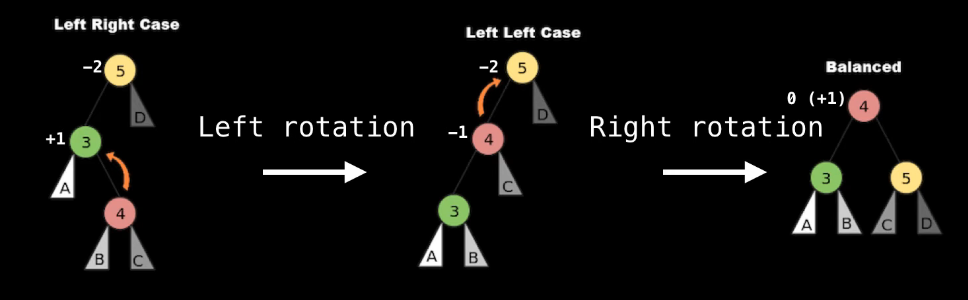 Left Right Case
−2 5
D
+1 3
A
4
B C
Left rotation
Left Left Case
−2 5
D
−1 4
C
3
A B
Right rotation
Balanced
0 (+1) 4
3 5
A B C D